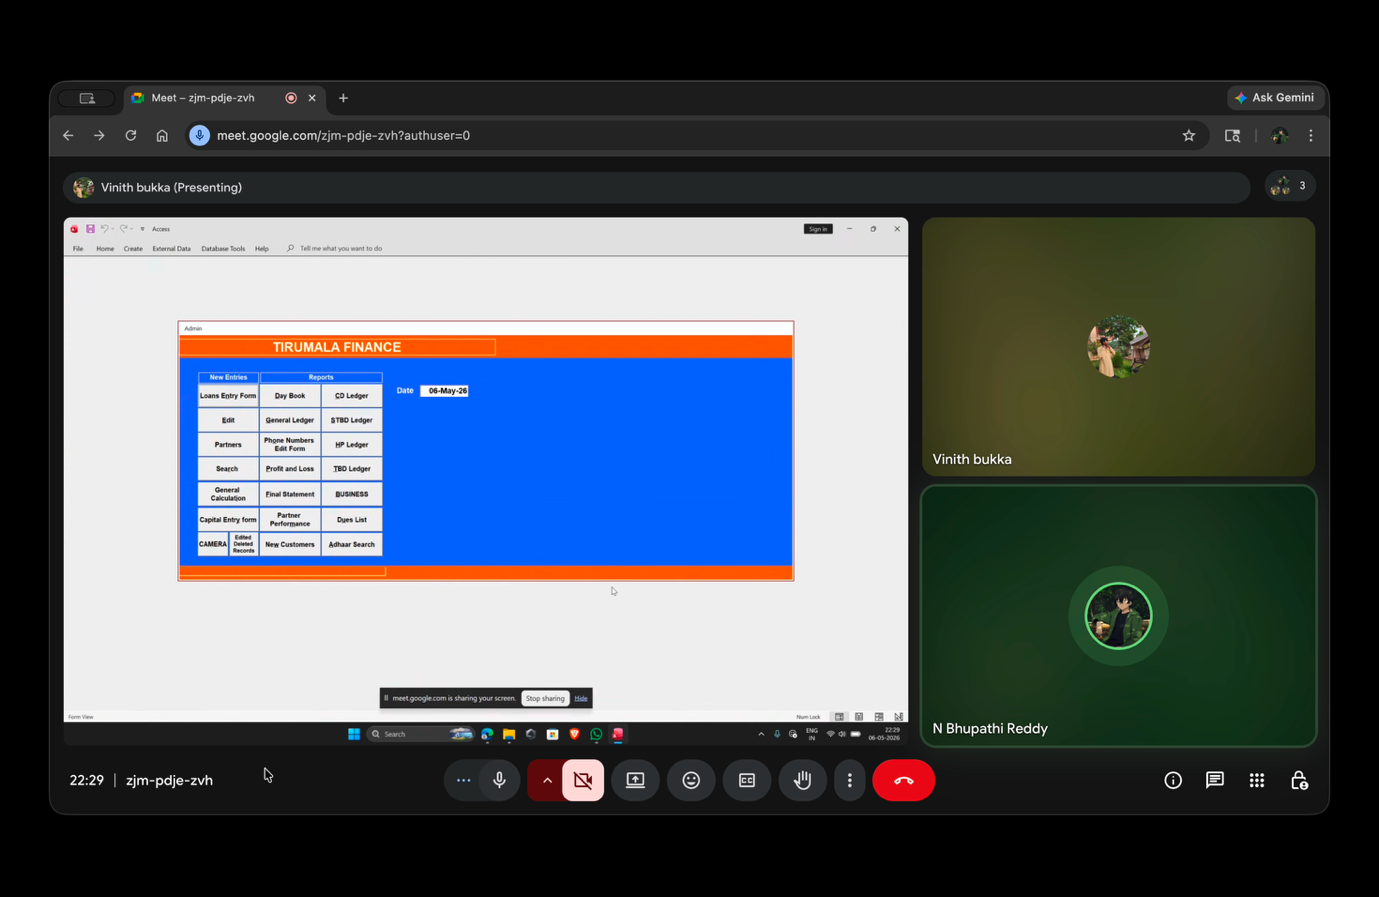 Meet – zjm-pdje-zvh
Ask Gemini
meet.google.com/zjm-pdje-zvh?authuser=0
Vinith bukka (Presenting)
3
Access
Sign in
File Home Create External Data Database Tools Help Tell me what you want to do
Admin
TIRUMALA FINANCE
New Entries Reports
Date 06-May-26
Loans Entry Form Day Book CD Ledger
Edit General Ledger STBD Ledger
Partners Phone Numbers Edit Form HP Ledger
Search Profit and Loss TBD Ledger
General Calculation Final Statement BUSINESS
Capital Entry form Partner Performance Dues List
CAMERA Edited Deleted Records New Customers Adhaar Search
meet.google.com is sharing your screen. Stop sharing Hide
Form View
Num Lock
Search
ENG
IN
22:29
06-05-2026
Vinith bukka
N Bhupathi Reddy
22:29 | zjm-pdje-zvh
CC